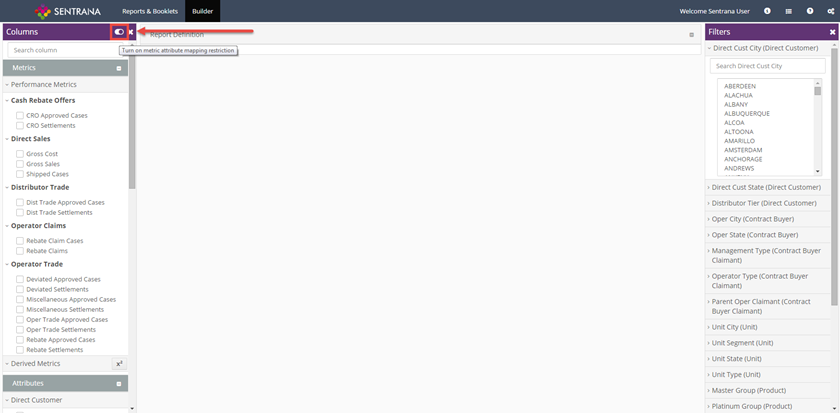 SENTRANA
Reports & Booklets
Builder
Welcome Sentrana User
Columns
Turn on metric attribute mapping restriction
Search column
Metrics
Performance Metrics
Cash Rebate Offers
CRO Approved Cases
CRO Settlements
Direct Sales
Gross Cost
Gross Sales
Shipped Cases
Distributor Trade
Dist Trade Approved Cases
Dist Trade Settlements
Operator Claims
Rebate Claim Cases
Rebate Claims
Operator Trade
Deviated Approved Cases
Deviated Settlements
Miscellaneous Approved Cases
Miscellaneous Settlements
Oper Trade Approved Cases
Oper Trade Settlements
Rebate Approved Cases
Rebate Settlements
Derived Metrics
Attributes
Direct Customer
Report Definition
Filters
Direct Cust City (Direct Customer)
Search Direct Cust City
ABERDEEN
ALACHUA
ALBANY
ALBUQUERQUE
ALCOA
ALTOONA
AMARILLO
AMSTERDAM
ANCHORAGE
ANDREWS
Direct Cust State (Direct Customer)
Distributor Tier (Direct Customer)
Oper City (Contract Buyer)
Oper State (Contract Buyer)
Management Type (Contract Buyer
Claimant)
Operator Type (Contract Buyer
Claimant)
Parent Oper Claimant (Contract
Buyer Claimant)
Unit City (Unit)
Unit Segment (Unit)
Unit State (Unit)
Unit Type (Unit)
Master Group (Product)
Platinum Group (Product)